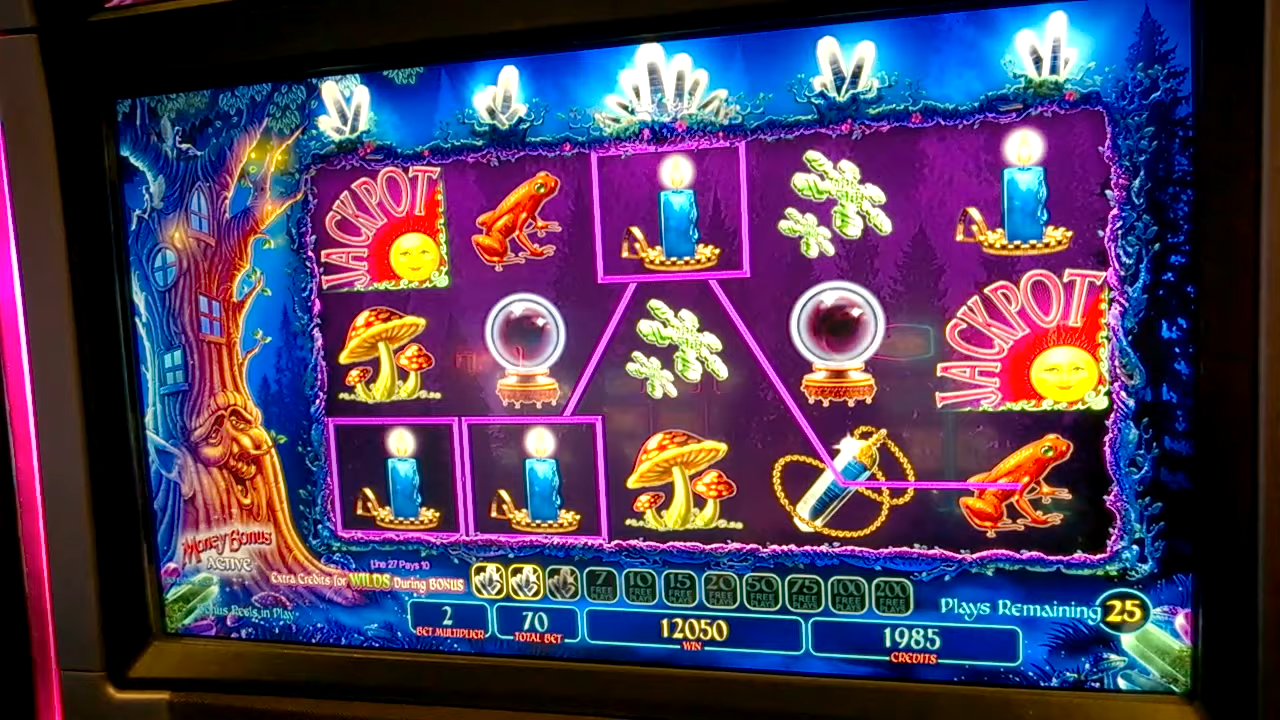 JACKPOT
JACKPOT
Money Bonus
Active
Line 27 Pays 10
Extra Credits for WILDS During BONUS
7 FREE PLAYS
10 FREE PLAYS
15 FREE PLAYS
20 FREE PLAYS
50 FREE PLAYS
75 FREE PLAYS
100 FREE PLAYS
200 FREE PLAYS
Plays Remaining 25
Bonus Reels in Play
2
BET MULTIPLIER
70
TOTAL BET
12050
WIN
1985
CREDITS